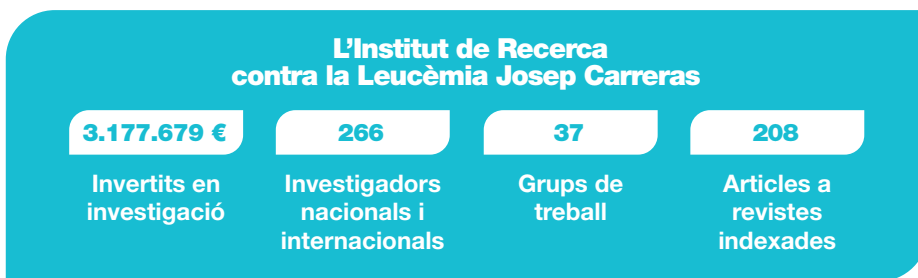 L'Institut de Recerca
contra la Leucèmia Josep Carreras
3.177.679 €
Invertits en
investigació
266
Investigadors
nacionals i
internacionals
37
Grups de
treball
208
Articles a
revistes
indexades